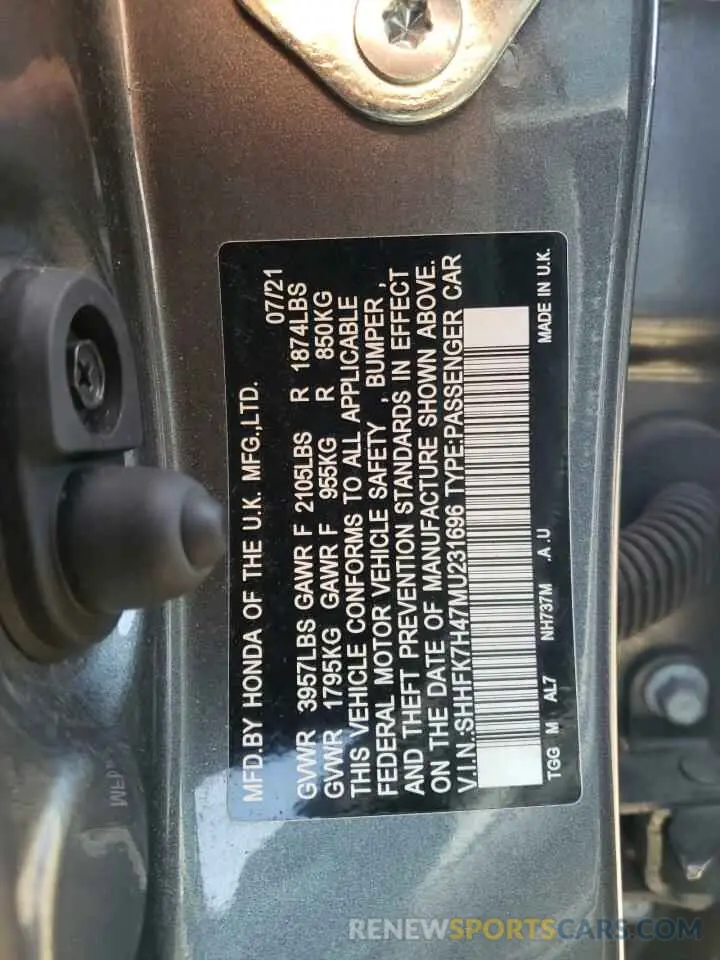 MFD.BY HONDA OF THE U.K. MFG.,LTD.
07/21
GVWR 3957LBS GAWR F 2105LBS R 1874LBS
GVWR 1795KG GAWR F 955KG R 850KG
THIS VEHICLE CONFORMS TO ALL APPLICABLE
FEDERAL MOTOR VEHICLE SAFETY , BUMPER ,
AND THEFT PREVENTION STANDARDS IN EFFECT
ON THE DATE OF MANUFACTURE SHOWN ABOVE.
V.I.N.:SHHFK7H47MU231696 TYPE:PASSENGER CAR
TGG M AL7 NH737M .A .U MADE IN U.K.
RENEWSPORTSCARS.COM